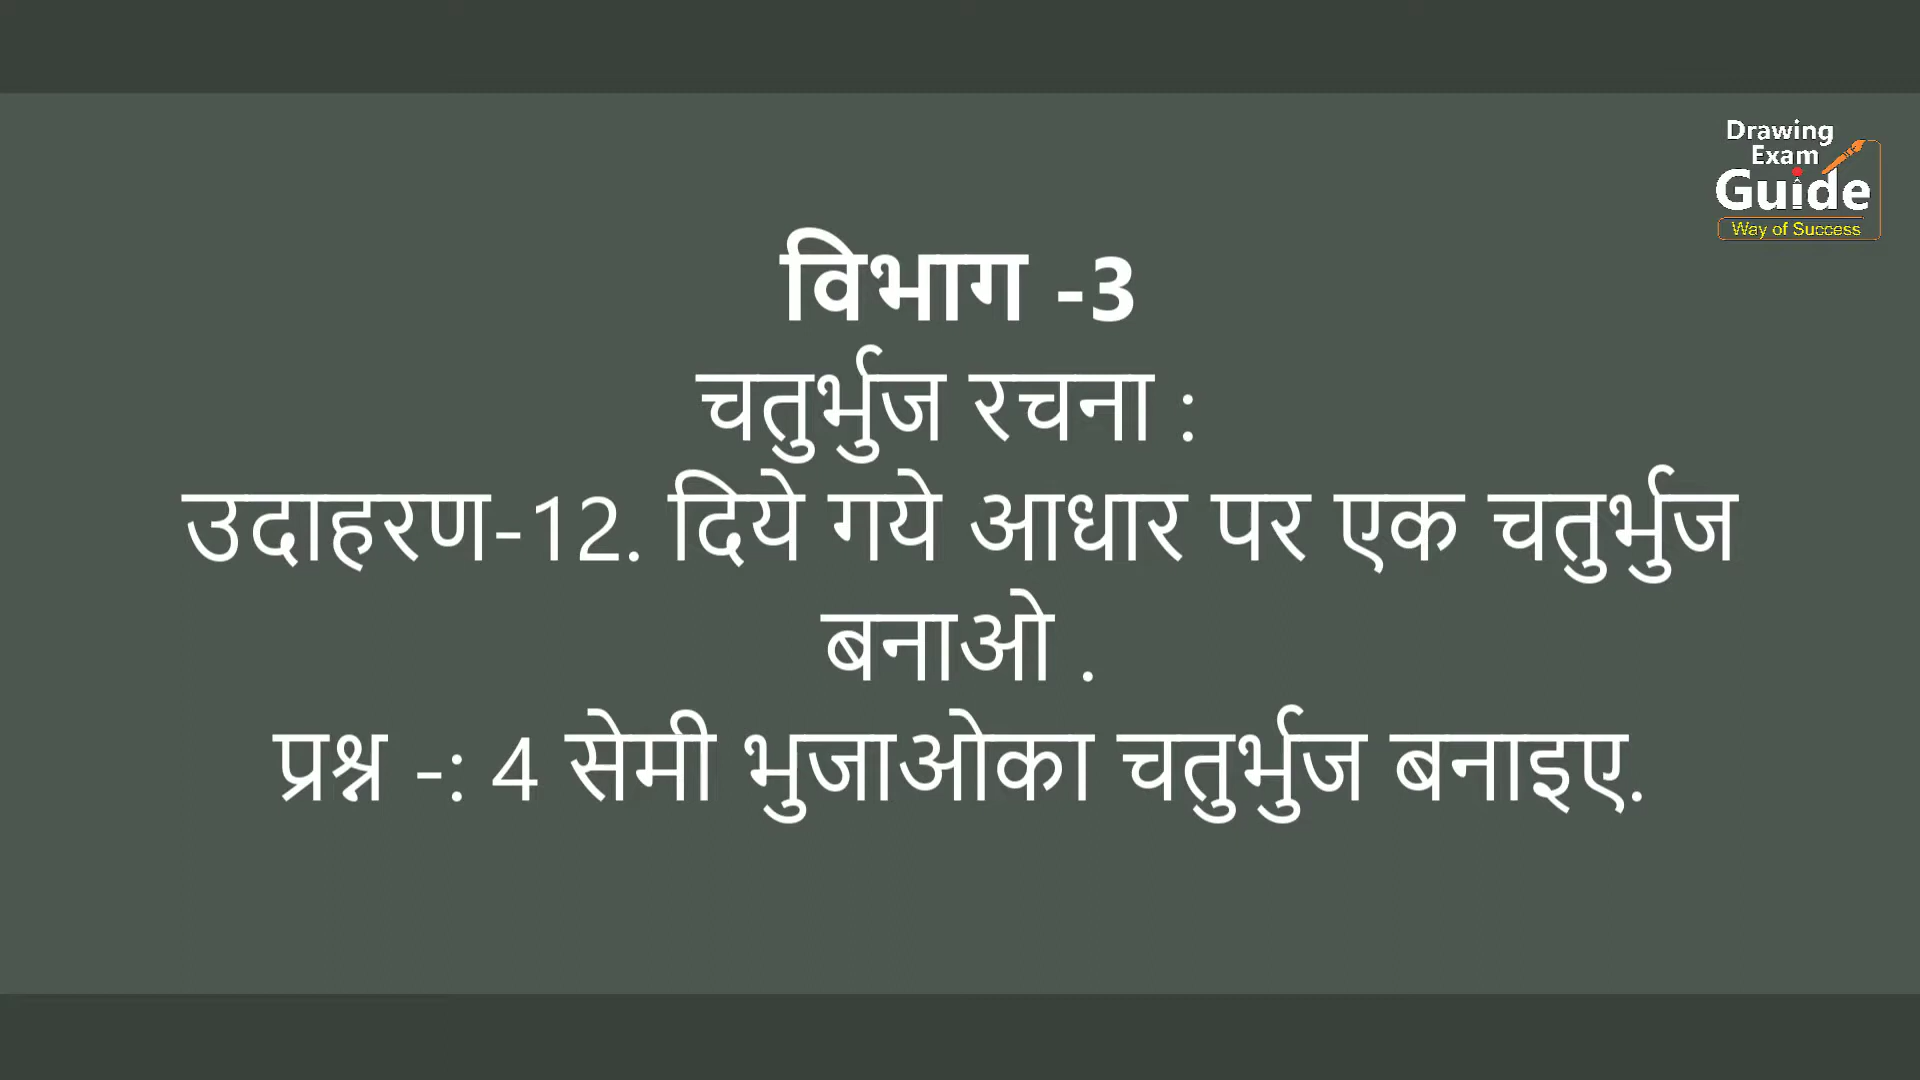 Drawing
Exam
Guide
Way of Success
विभाग -3
चतुर्भुज रचना :
उदाहरण-12. दिये गये आधार पर एक चतुर्भुज
बनाओ .
प्रश्न -: 4 सेमी भुजाओका चतुर्भुज बनाइए.